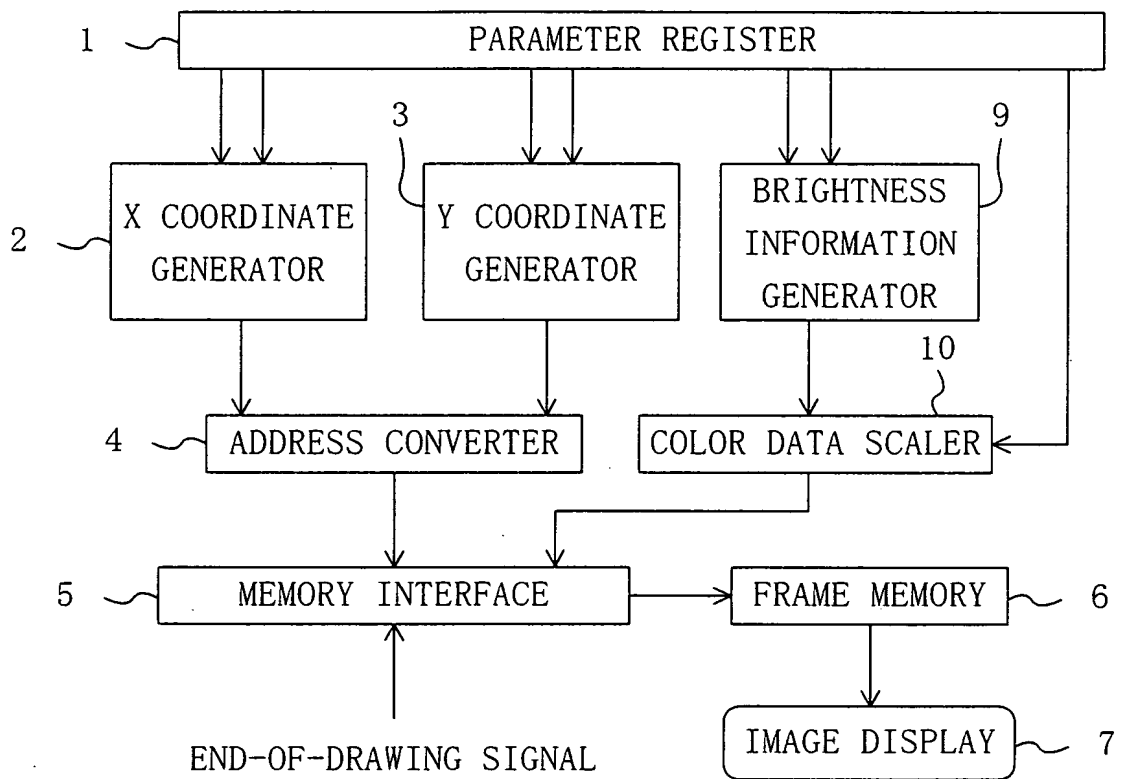 1
PARAMETER REGISTER
3
9
2
X COORDINATE
GENERATOR
Y COORDINATE
GENERATOR
BRIGHTNESS
INFORMATION
GENERATOR
10
4
ADDRESS CONVERTER
COLOR DATA SCALER
5
MEMORY INTERFACE
FRAME MEMORY
6
END-OF-DRAWING SIGNAL
IMAGE DISPLAY
7